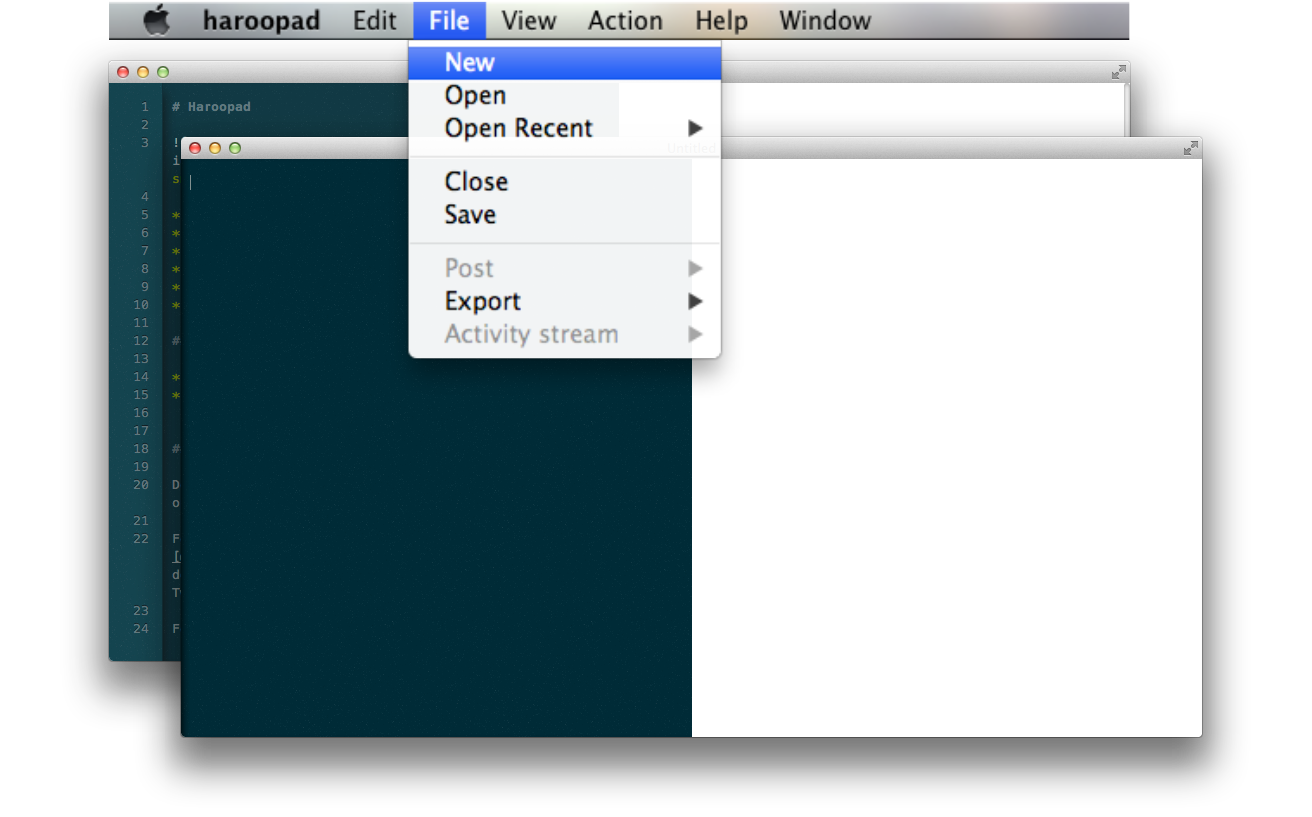 haroopad Edit File View Action Help Window
New
Open
Open Recent
Close
Save
Post
Export
Activity stream
Untitled
1 # Haroopad
2
3 !
i
s
4
5 *
6 *
7 *
8 *
9 *
10 *
11
12 #
13
14 *
15 *
16
17
18 #
19
20 D
o
21
22 F
d
23
24 F